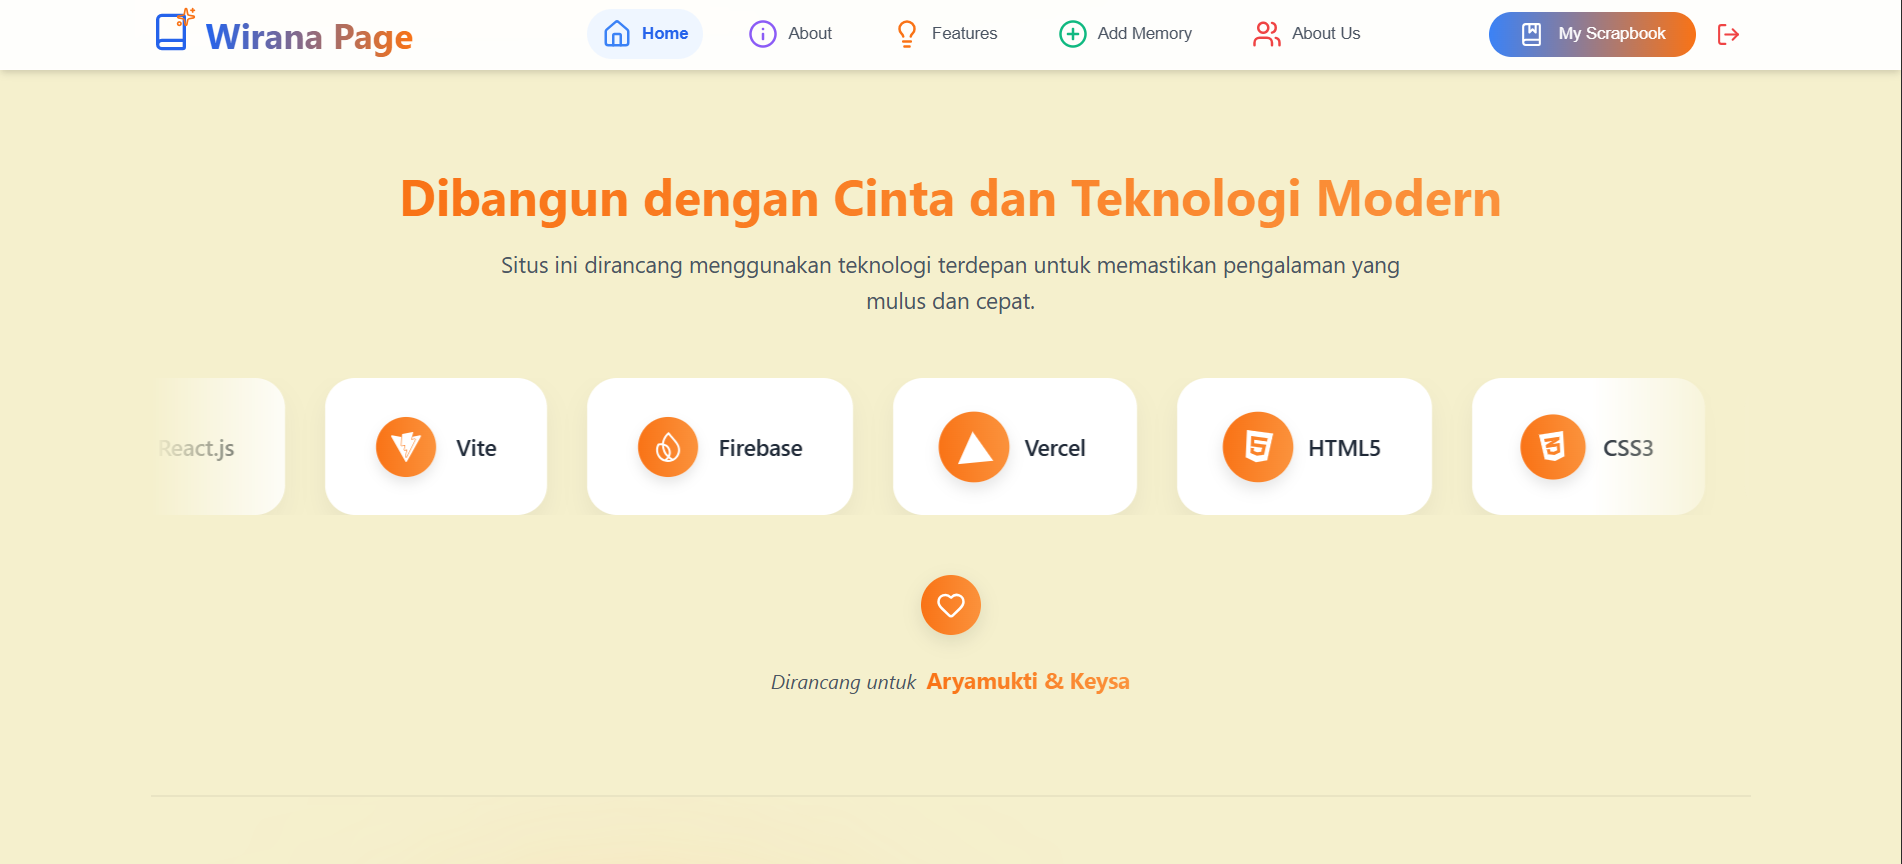 Wirana Page
Home
About
Features
Add Memory
About Us
My Scrapbook
Dibangun dengan Cinta dan Teknologi Modern
Situs ini dirancang menggunakan teknologi terdepan untuk memastikan pengalaman yang
mulus dan cepat.
React.js
Vite
Firebase
Vercel
HTML5
CSS3
Dirancang untuk Aryamukti & Keysa